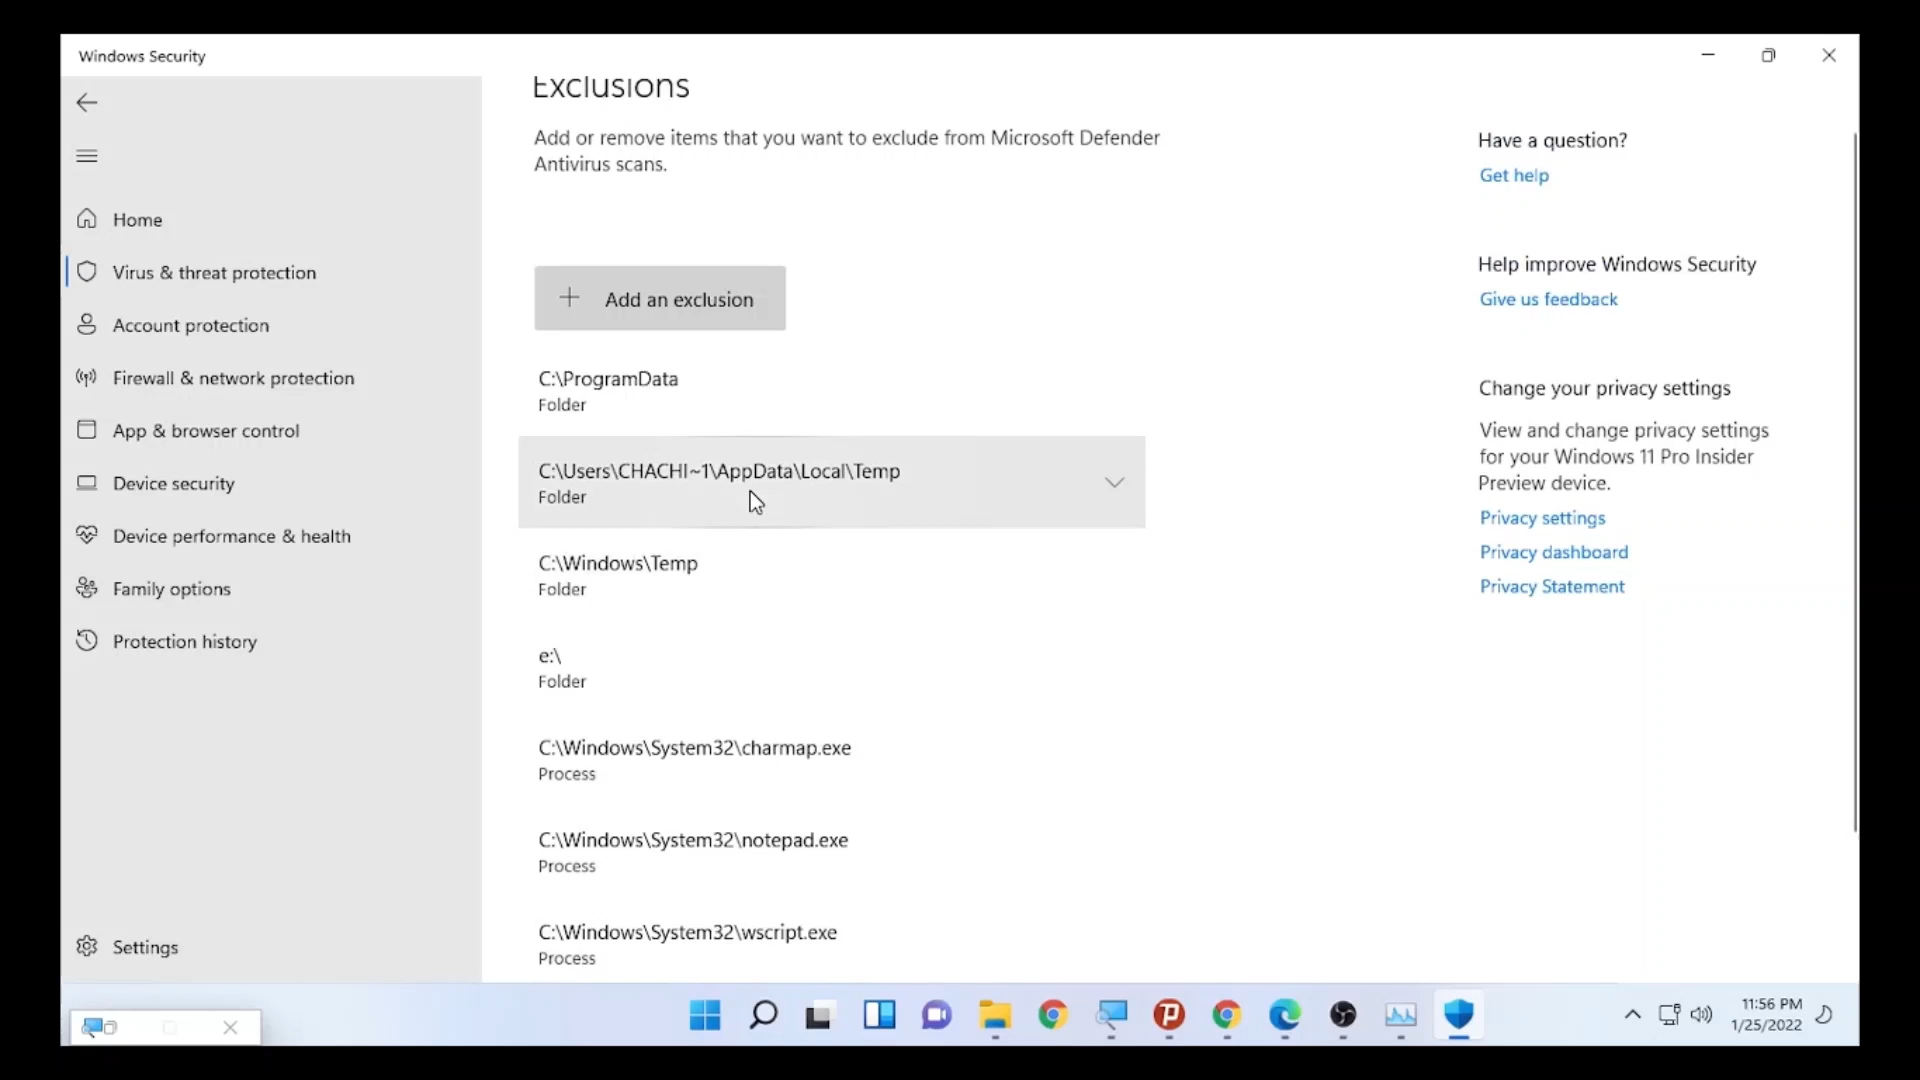 Windows Security
Exclusions
Add or remove items that you want to exclude from Microsoft Defender
Antivirus scans.
Home
Virus & threat protection
Account protection
Firewall & network protection
App & browser control
Device security
Device performance & health
Family options
Protection history
Settings
Add an exclusion
C:\ProgramData
Folder
C:\Users\CHACHI~1\AppData\Local\Temp
Folder
C:\Windows\Temp
Folder
e:\
Folder
C:\Windows\System32\charmap.exe
Process
C:\Windows\System32\notepad.exe
Process
C:\Windows\System32\wscript.exe
Process
Have a question?
Get help
Help improve Windows Security
Give us feedback
Change your privacy settings
View and change privacy settings
for your Windows 11 Pro Insider
Preview device.
Privacy settings
Privacy dashboard
Privacy Statement
11:56 PM
1/25/2022